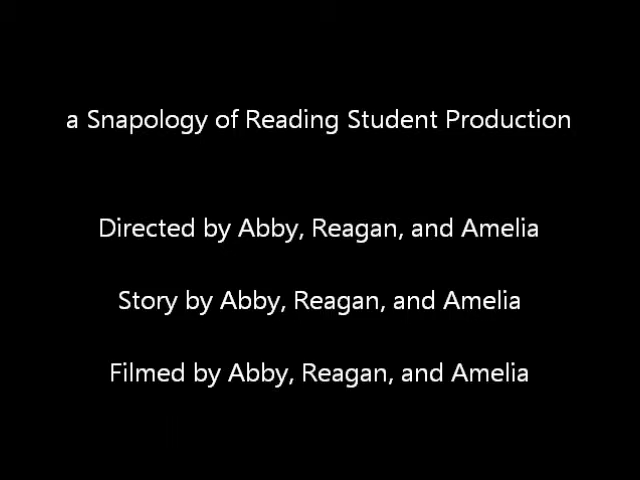 a Snapology of Reading Student Production
Directed by Abby, Reagan, and Amelia
Story by Abby, Reagan, and Amelia
Filmed by Abby, Reagan, and Amelia